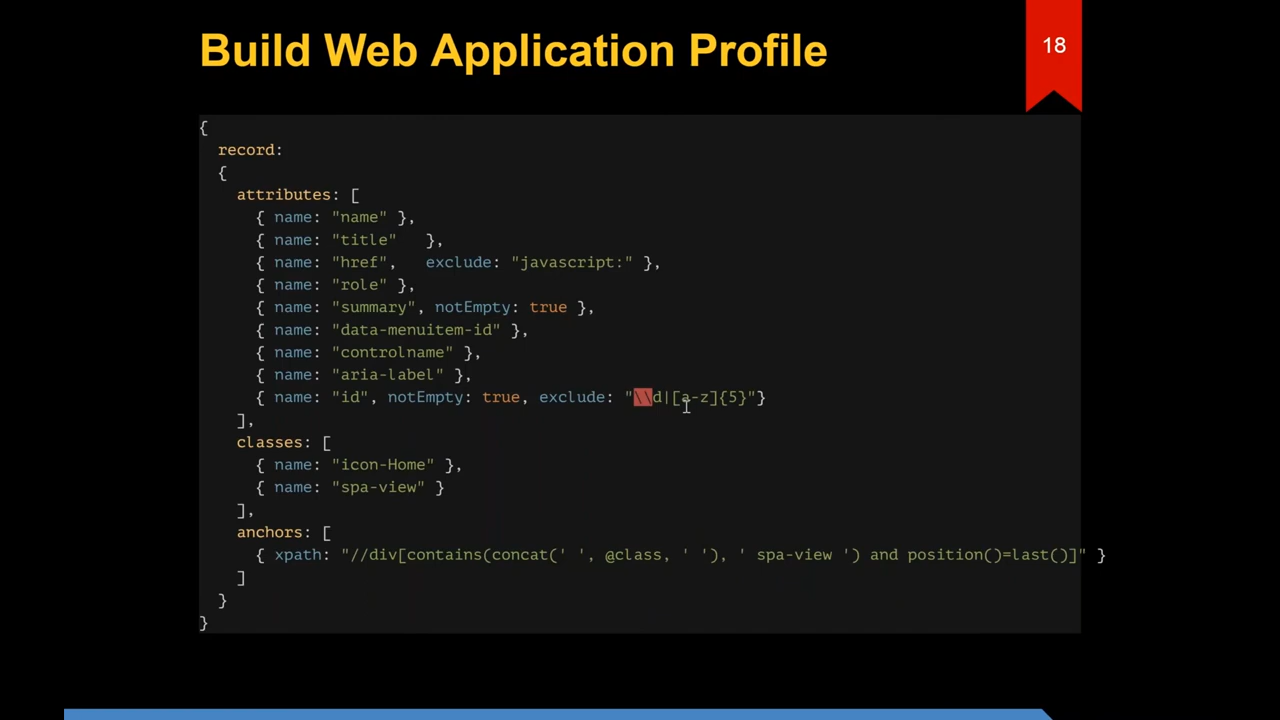 Build Web Application Profile
18
{
record:
{
attributes: [
{ name: "name" },
{ name: "title" },
{ name: "href", exclude: "javascript:" },
{ name: "role" },
{ name: "summary", notEmpty: true },
{ name: "data-menuitem-id" },
{ name: "controlname" },
{ name: "aria-label" },
{ name: "id", notEmpty: true, exclude: "\\d|[a-z]{5}"}
],
classes: [
{ name: "icon-Home" },
{ name: "spa-view" }
],
anchors: [
{ xpath: "//div[contains(concat(' ', @class, ' '), ' spa-view ') and position()=last()]" }
]
}
}